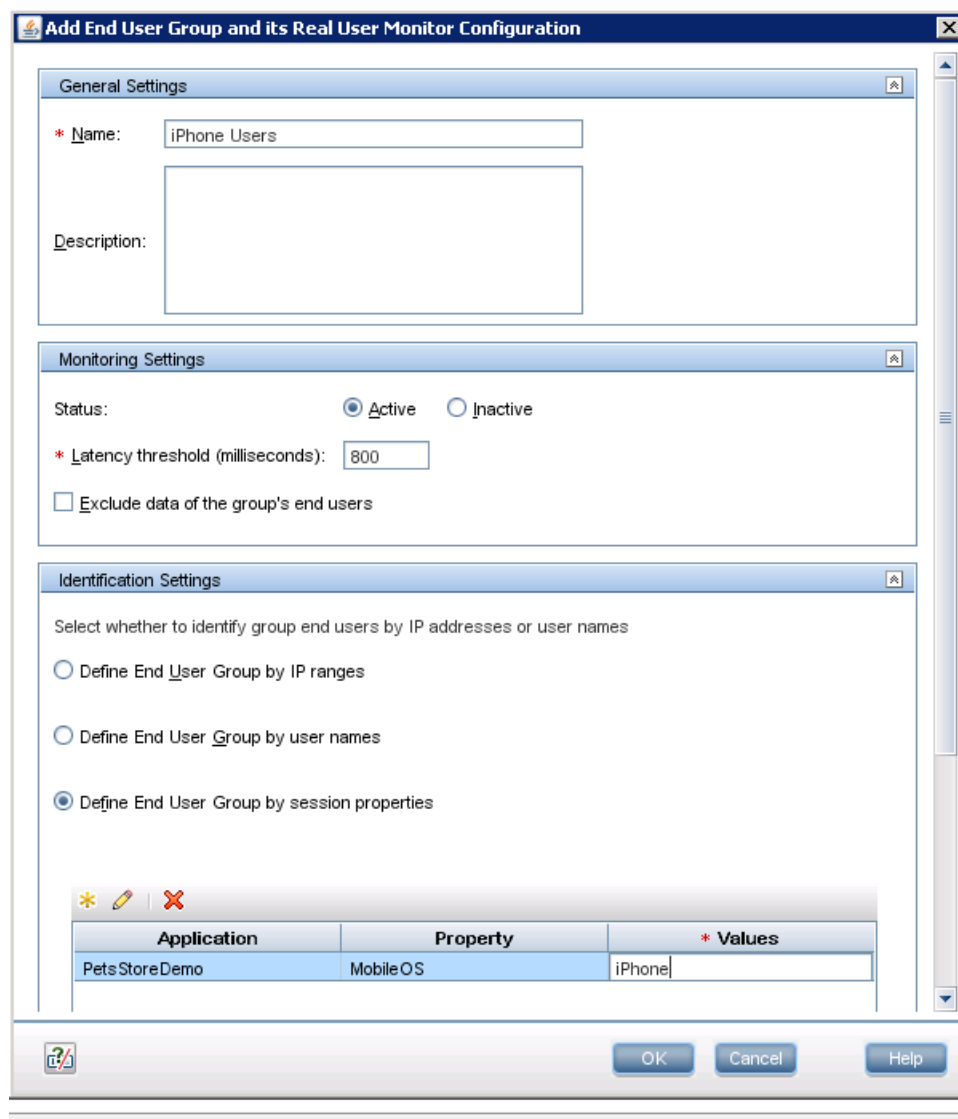 Add End User Group and its Real User Monitor Configuration
General Settings
* Name: iPhone Users
Description:
Monitoring Settings
Status: Active Inactive
* Latency threshold (milliseconds): 800
Exclude data of the group's end users
Identification Settings
Select whether to identify group end users by IP addresses or user names
Define End User Group by IP ranges
Define End User Group by user names
Define End User Group by session properties
Application Property * Values
PetsStoreDemo MobileOS iPhone
OK Cancel Help